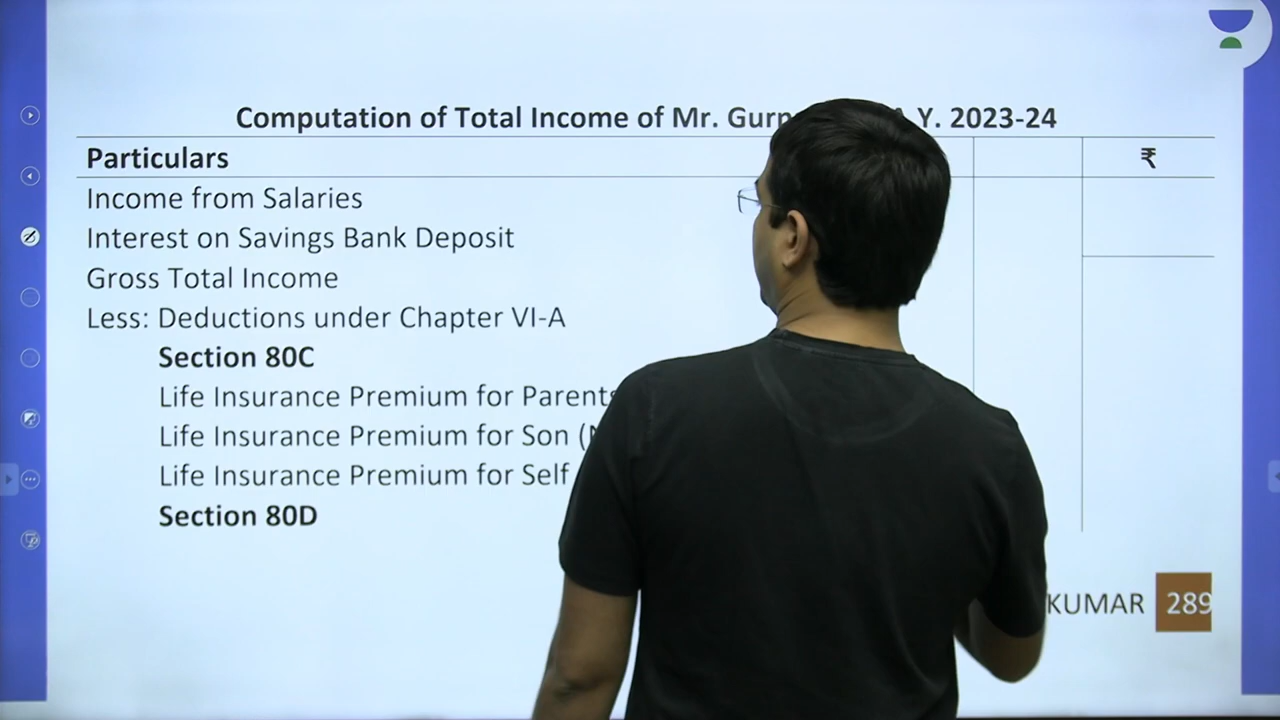 Computation of Total Income of Mr. Y. 2023-24
Particulars ₹
Income from Salaries
Interest on Savings Bank Deposit
Gross Total Income
Less: Deductions under Chapter VI-A
Section 80C
Life Insurance Premium for Parents
Life Insurance Premium for Son
Life Insurance Premium for Self
Section 80D
KUMAR 289